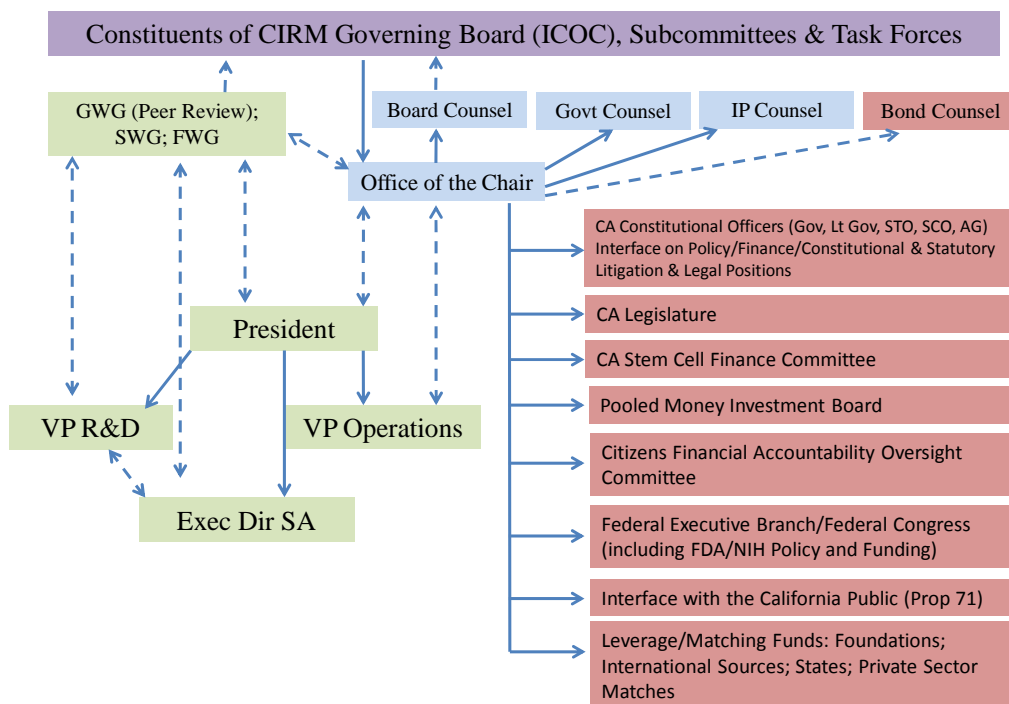 Constituents of CIRM Governing Board (ICOC), Subcommittees & Task Forces
GWG (Peer Review);
SWG; FWG
Board Counsel
Govt Counsel
IP Counsel
Bond Counsel
Office of the Chair
CA Constitutional Officers (Gov, Lt Gov, STO, SCO, AG)
Interface on Policy/Finance/Constitutional & Statutory
Litigation & Legal Positions
President
CA Legislature
CA Stem Cell Finance Committee
VP R&D
VP Operations
Pooled Money Investment Board
Citizens Financial Accountability Oversight
Committee
Exec Dir SA
Federal Executive Branch/Federal Congress
(including FDA/NIH Policy and Funding)
Interface with the California Public (Prop 71)
Leverage/Matching Funds: Foundations;
International Sources; States; Private Sector
Matches